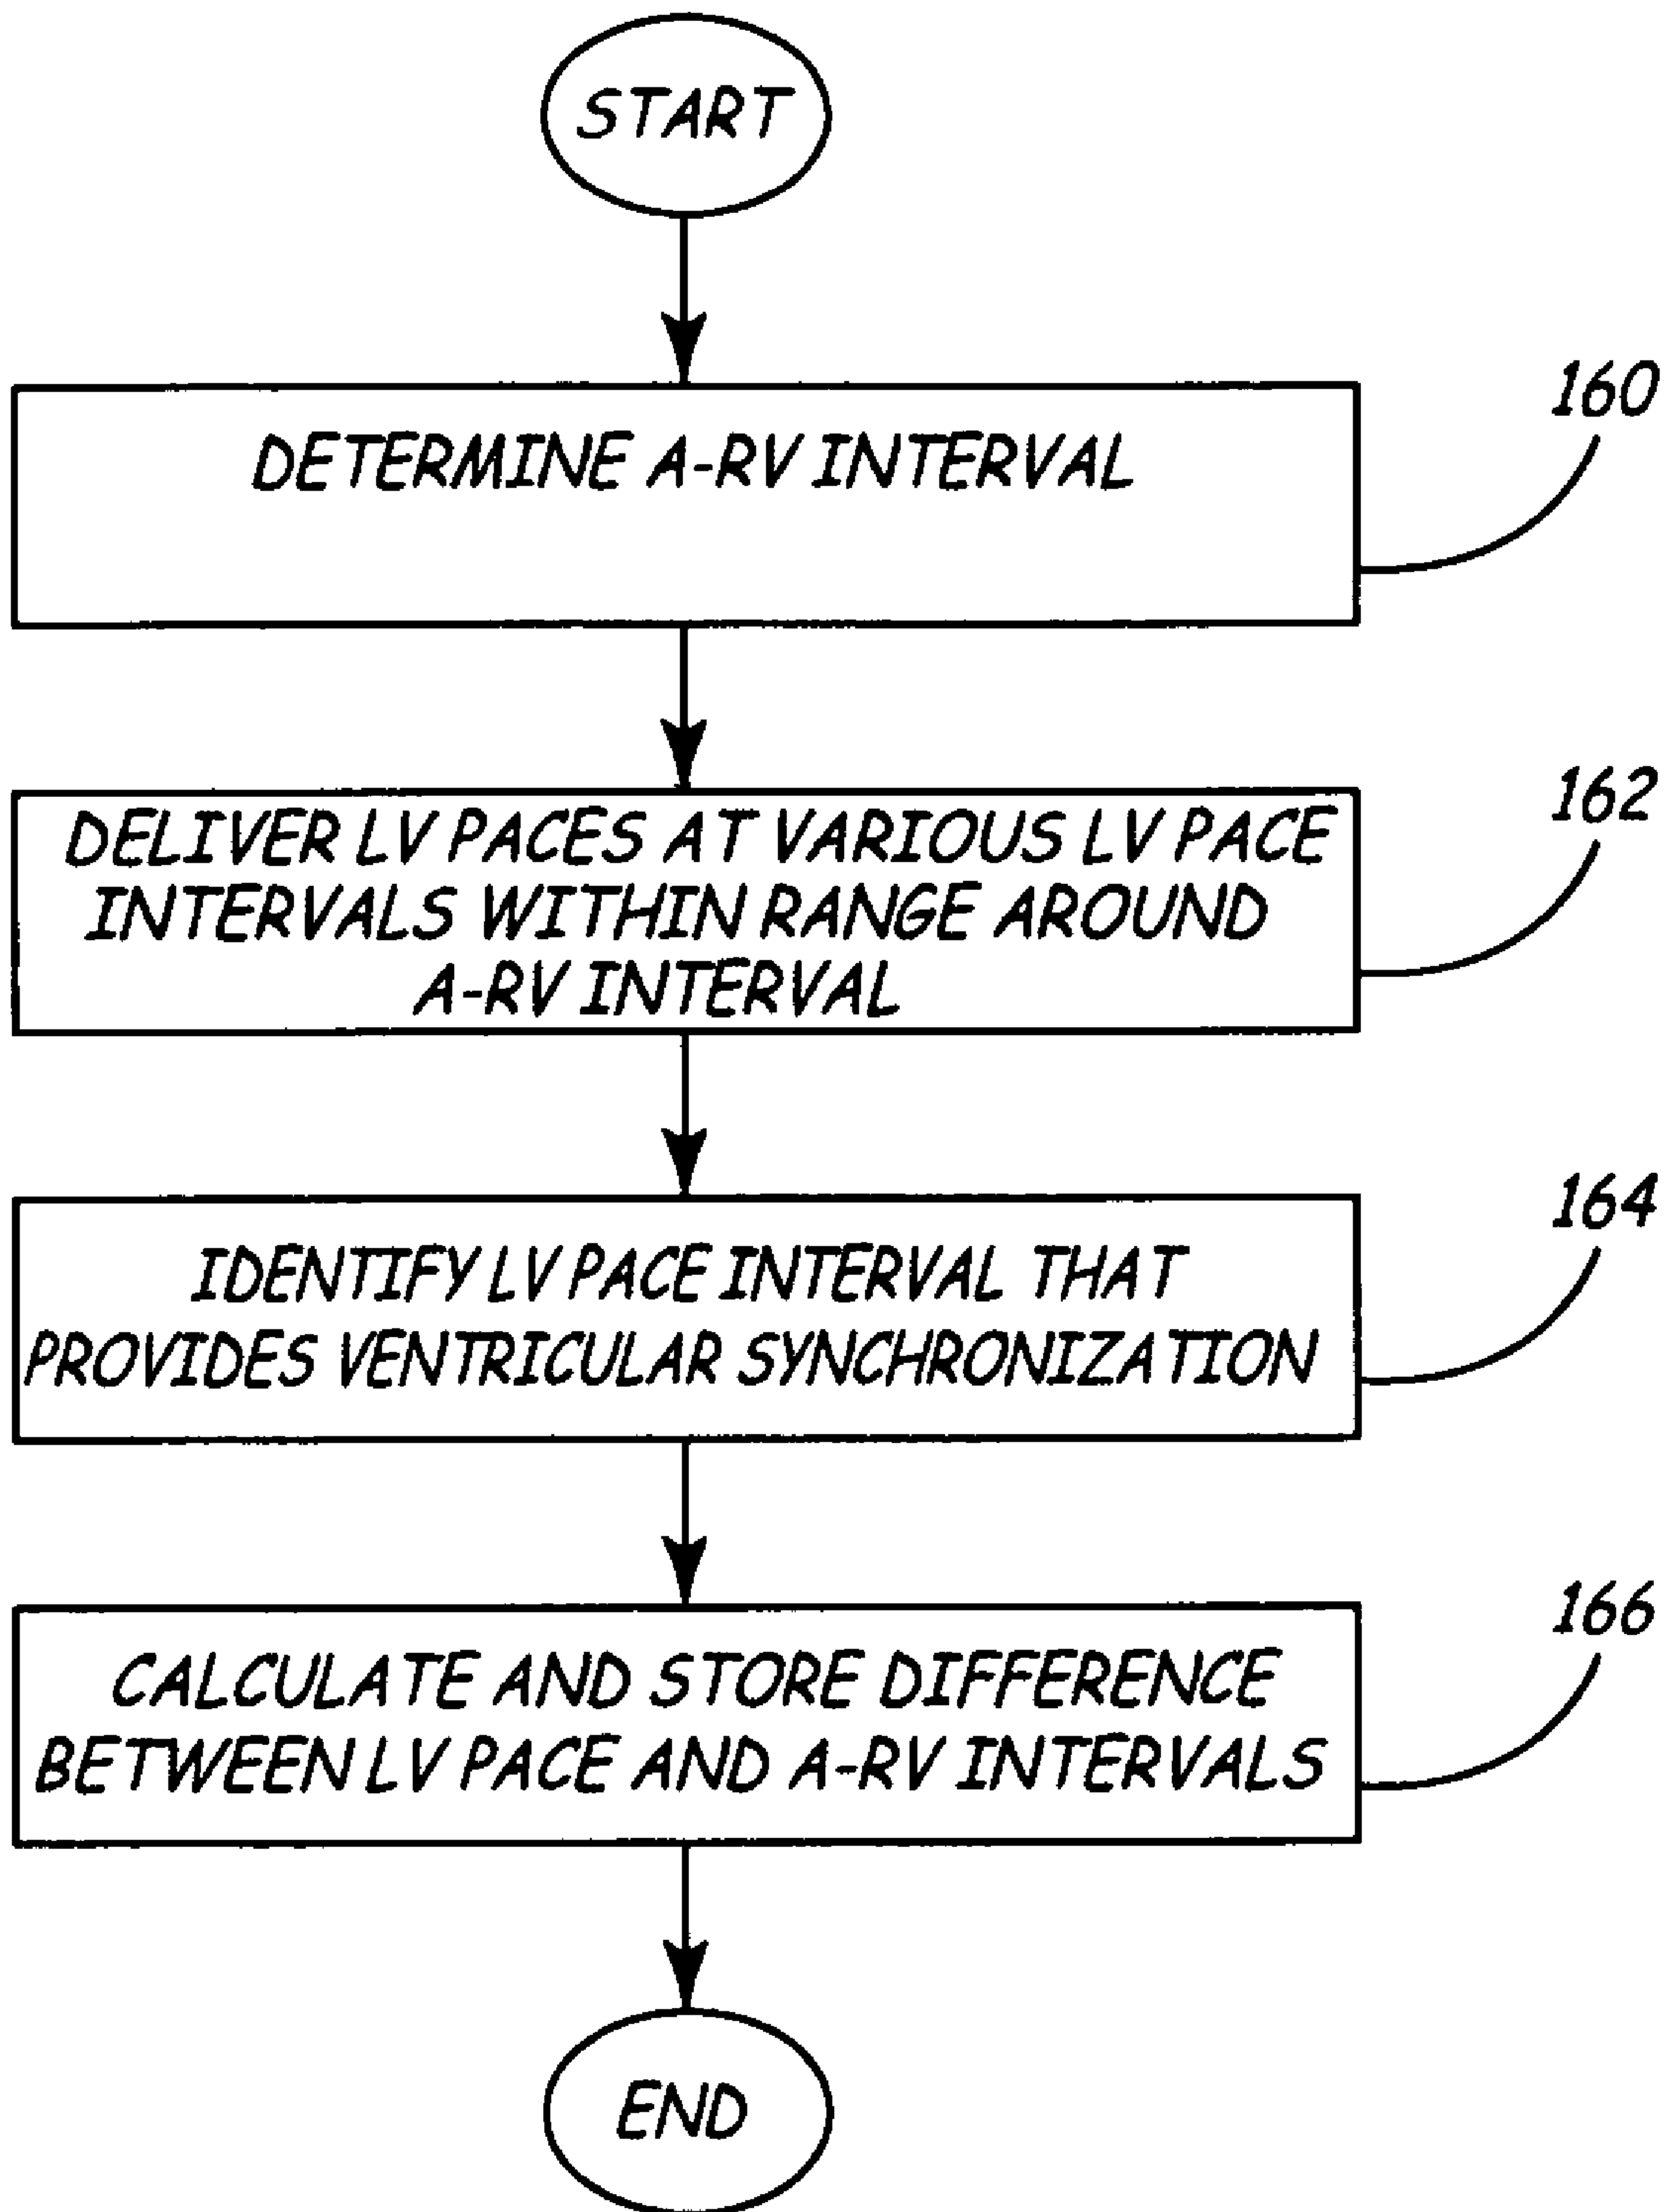 START
160
DETERMINE A-RV INTERVAL
162
DELIVER LV PACES AT VARIOUS LV PACE
INTERVALS WITHIN RANGE AROUND
A-RV INTERVAL
164
IDENTIFY LV PACE INTERVAL THAT
PROVIDES VENTRICULAR SYNCHRONIZATION
166
CALCULATE AND STORE DIFFERENCE
BETWEEN LV PACE AND A-RV INTERVALS
END